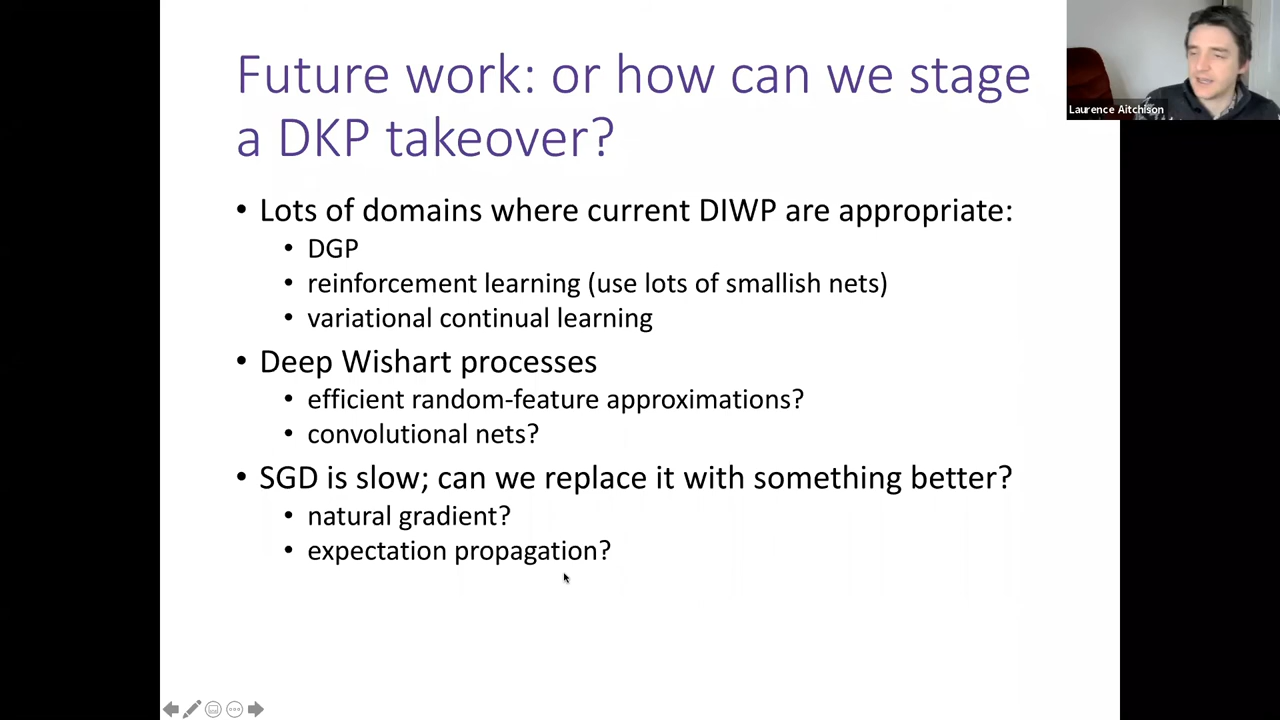 Future work: or how can we stage
a DKP takeover?
Laurence Aitchison
• Lots of domains where current DIWP are appropriate:
• DGP
• reinforcement learning (use lots of smallish nets)
• variational continual learning
• Deep Wishart processes
• efficient random-feature approximations?
• convolutional nets?
• SGD is slow; can we replace it with something better?
• natural gradient?
• expectation propagation?